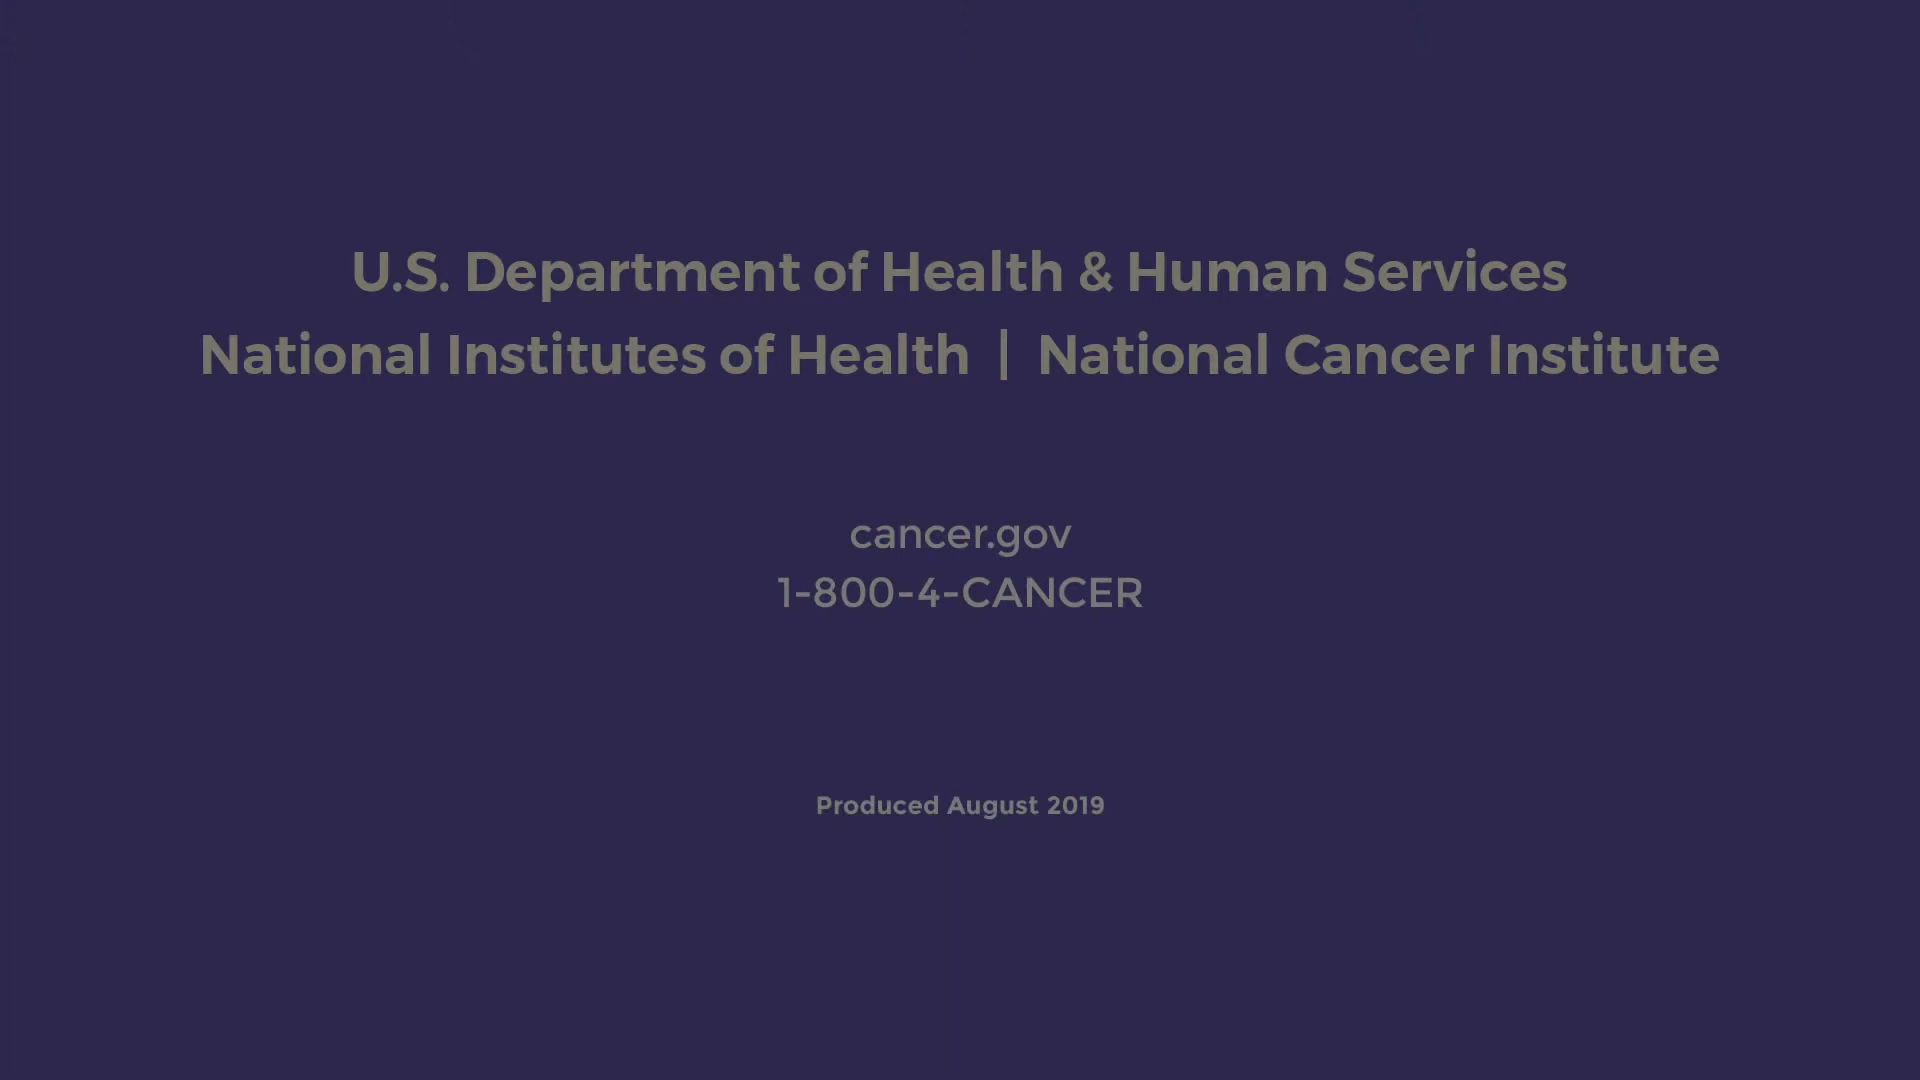 U.S. Department of Health & Human Services
National Institutes of Health | National Cancer Institute
cancer.gov
1-800-4-CANCER
Produced August 2019